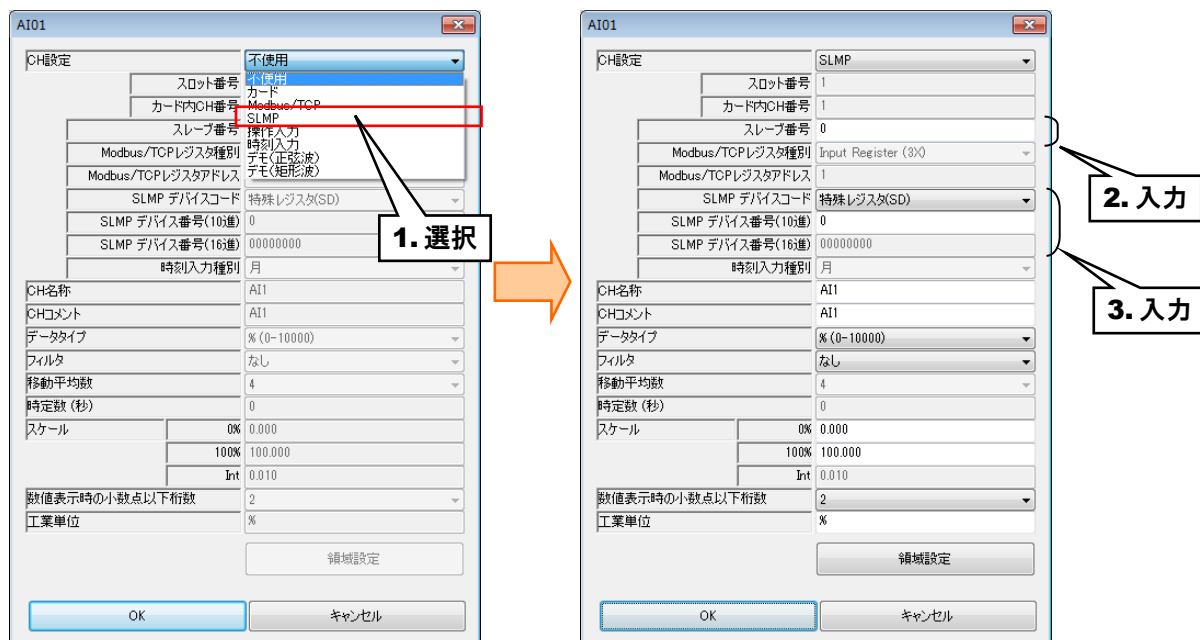 AI01
CH設定 不使用
スロット番号 不使用
カード
カード内CH番号 Modbus/TCP
SLMP
スレーブ番号 操作入力
時刻入力
Modbus/TCPレジスタ種別 デモ(正弦波)
デモ(矩形波)
Modbus/TCPレジスタアドレス 1
SLMP デバイスコード 特殊レジスタ(SD)
SLMP デバイス番号(10進) 0
SLMP デバイス番号(16進) 00000000
時刻入力種別 月
CH名称 AI1
CHコメント AI1
データタイプ % (0-10000)
フィルタ なし
移動平均数 4
時定数 (秒) 0
スケール 0% 0.000
100% 100.000
Int 0.010
数値表示時の小数点以下桁数 2
工業単位 %
領域設定
OK キャンセル
1. 選択
AI01
CH設定 SLMP
スロット番号 1
カード内CH番号 1
スレーブ番号 0
Modbus/TCPレジスタ種別 Input Register (3X)
Modbus/TCPレジスタアドレス 1
SLMP デバイスコード 特殊レジスタ(SD)
SLMP デバイス番号(10進) 0
SLMP デバイス番号(16進) 00000000
時刻入力種別 月
CH名称 AI1
CHコメント AI1
データタイプ % (0-10000)
フィルタ なし
移動平均数 4
時定数 (秒) 0
スケール 0% 0.000
100% 100.000
Int 0.010
数値表示時の小数点以下桁数 2
工業単位 %
領域設定
OK キャンセル
2. 入力
3. 入力